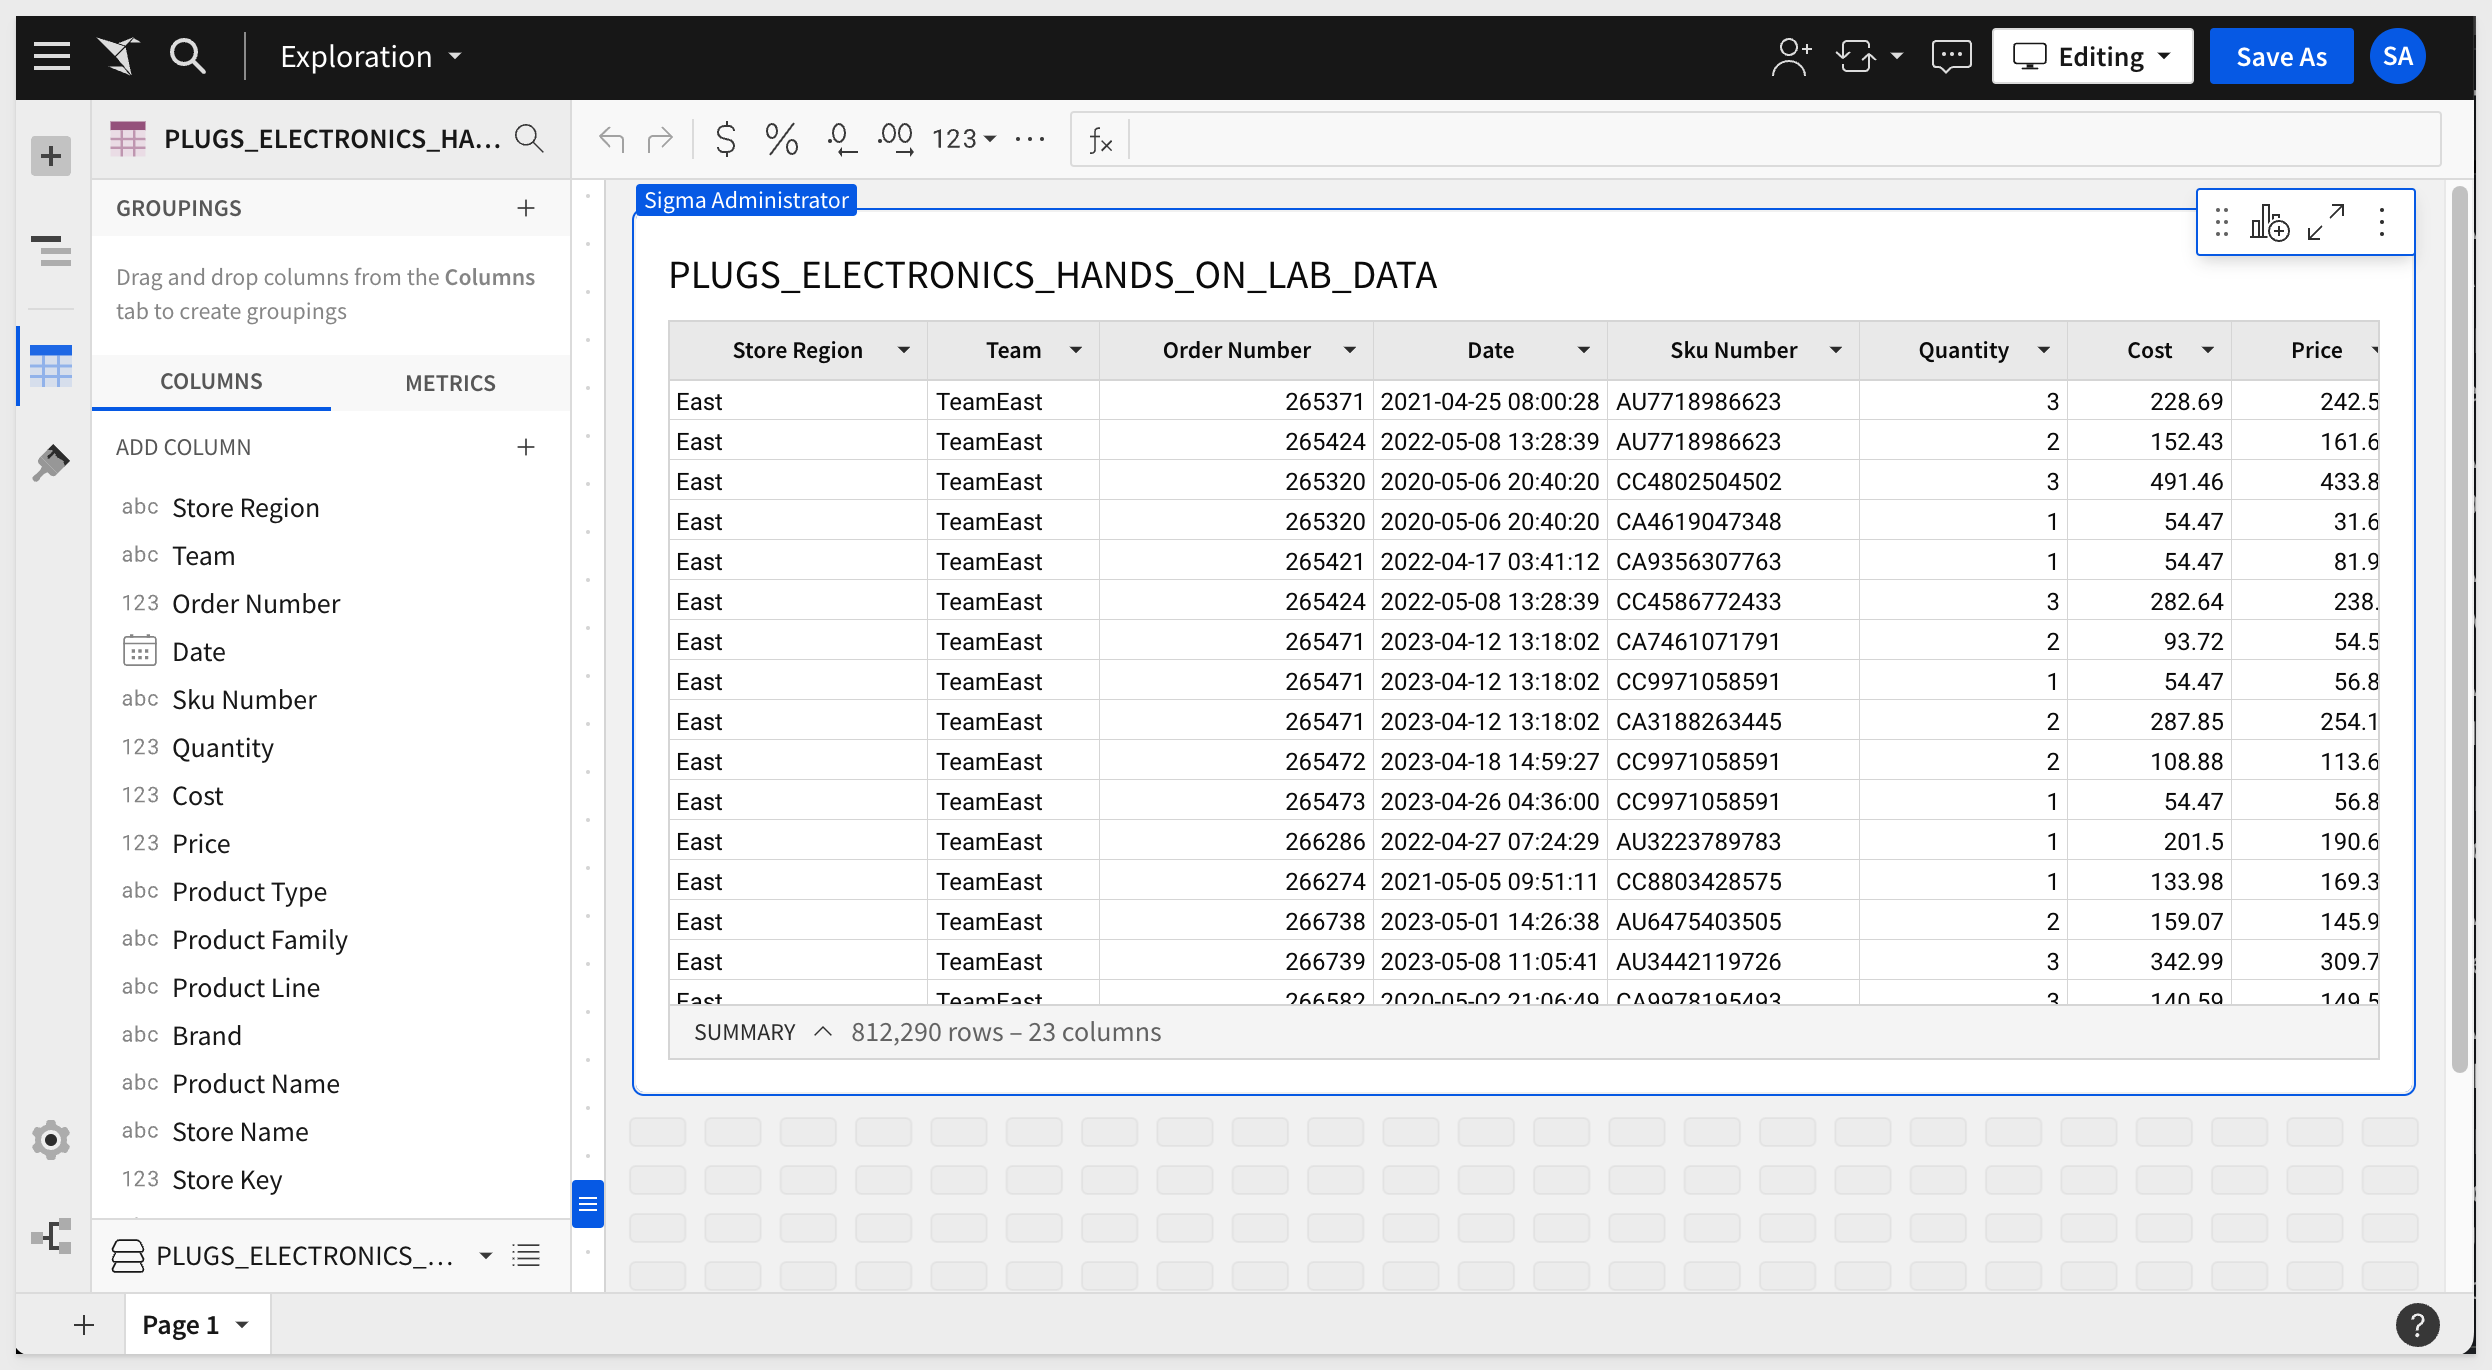 Exploration
Editing
Save As
SA
PLUGS_ELECTRONICS_HA...
$ % .0 .00 123 ... fx
GROUPINGS
Drag and drop columns from the Columns
tab to create groupings
COLUMNS METRICS
ADD COLUMN
abc Store Region
abc Team
123 Order Number
Date
abc Sku Number
123 Quantity
123 Cost
123 Price
abc Product Type
abc Product Family
abc Product Line
abc Brand
abc Product Name
abc Store Name
123 Store Key
PLUGS_ELECTRONICS_...
Sigma Administrator
PLUGS_ELECTRONICS_HANDS_ON_LAB_DATA
Store Region Team Order Number Date Sku Number Quantity Cost Price
East TeamEast 265371 2021-04-25 08:00:28 AU7718986623 3 228.69 242.5
East TeamEast 265424 2022-05-08 13:28:39 AU7718986623 2 152.43 161.6
East TeamEast 265320 2020-05-06 20:40:20 CC4802504502 3 491.46 433.8
East TeamEast 265320 2020-05-06 20:40:20 CA4619047348 1 54.47 31.6
East TeamEast 265421 2022-04-17 03:41:12 CA9356307763 1 54.47 81.9
East TeamEast 265424 2022-05-08 13:28:39 CC4586772433 3 282.64 238.
East TeamEast 265471 2023-04-12 13:18:02 CA7461071791 2 93.72 54.5
East TeamEast 265471 2023-04-12 13:18:02 CC9971058591 1 54.47 56.8
East TeamEast 265471 2023-04-12 13:18:02 CA3188263445 2 287.85 254.1
East TeamEast 265472 2023-04-18 14:59:27 CC9971058591 2 108.88 113.6
East TeamEast 265473 2023-04-26 04:36:00 CC9971058591 1 54.47 56.8
East TeamEast 266286 2022-04-27 07:24:29 AU3223789783 1 201.5 190.6
East TeamEast 266274 2021-05-05 09:51:11 CC8803428575 1 133.98 169.3
East TeamEast 266738 2023-05-01 14:26:38 AU6475403505 2 159.07 145.9
East TeamEast 266739 2023-05-08 11:05:41 AU3442119726 3 342.99 309.7
East TeamEast 266582 2020-05-02 21:06:49 CA9978195493 3 140.59 149.5
SUMMARY 812,290 rows – 23 columns
Page 1
?